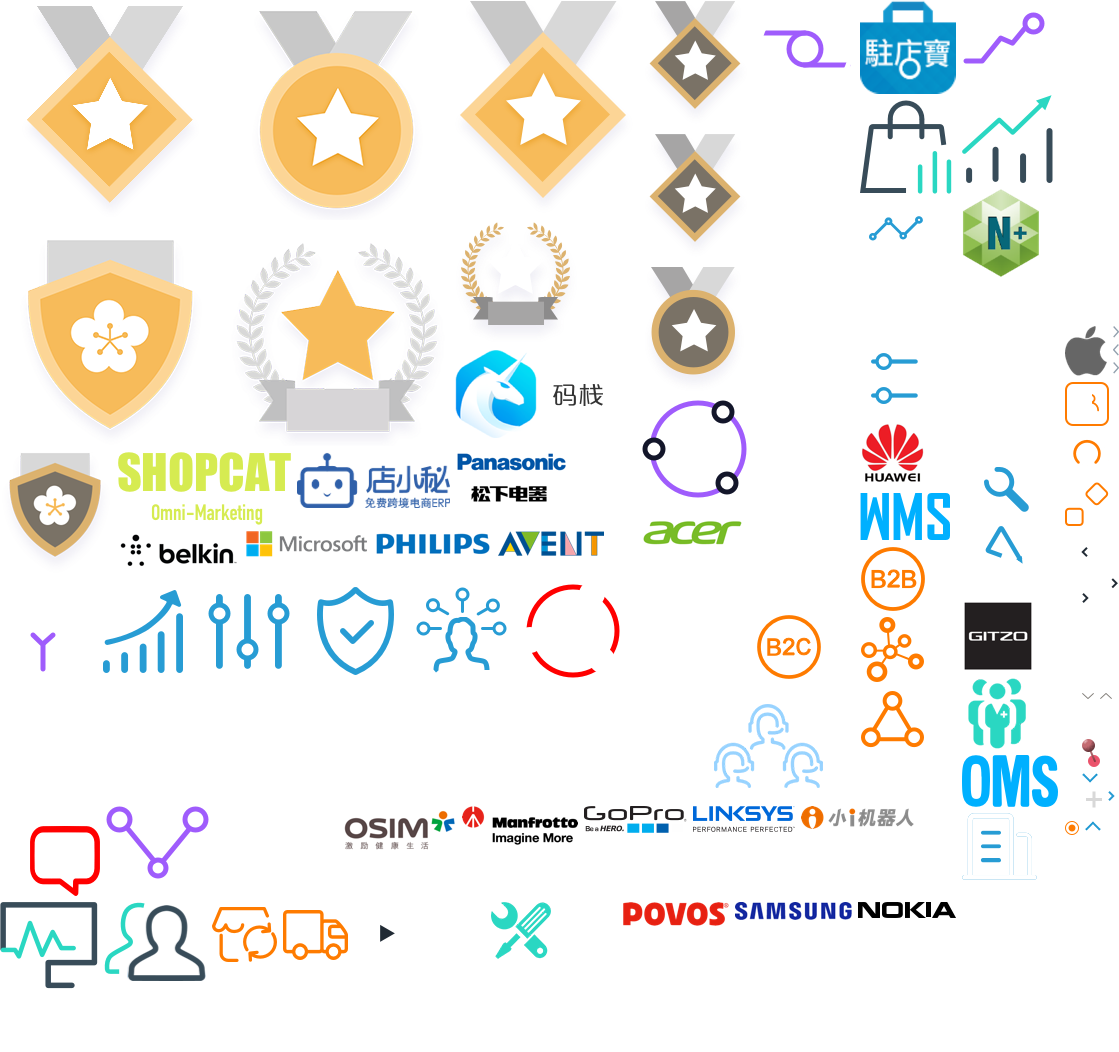 駐店寶
N+
码栈
SHOPCAT
Omni-Marketing
店小秘
免费跨境电商ERP
Panasonic
松下电器
HUAWEI
WMS
acer
belkin
Microsoft
PHILIPS
AVENT
B2B
B2C
GITZO
OMS
OSIM
激励健康生活
Manfrotto
Imagine More
GoPro
Be a HERO.
LINKSYS
PERFORMANCE PERFECTED™
小i机器人
POVOS®
SAMSUNG
NOKIA